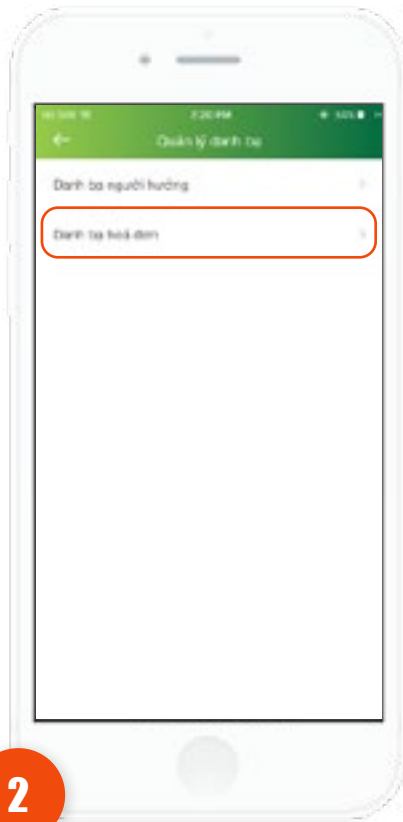 Quản lý danh bạ
Danh bạ người hưởng
Danh bạ hoá đơn
2